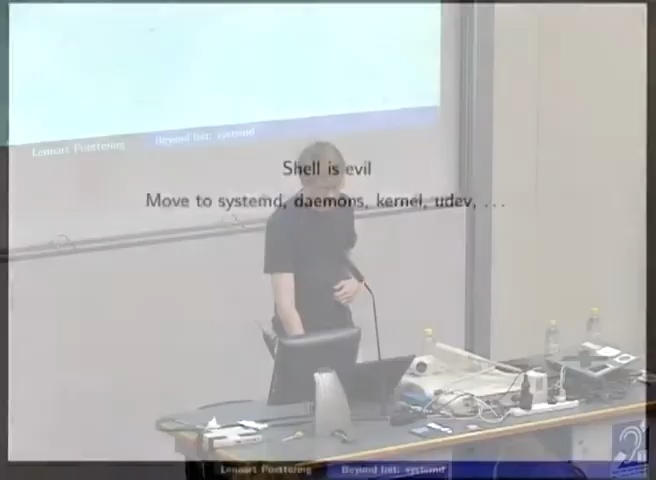 Lennart Poettering Beyond Init: systemd
Shell is evil
Move to systemd, daemons, kernel, udev, ...
Lennart Poettering Beyond Init: systemd